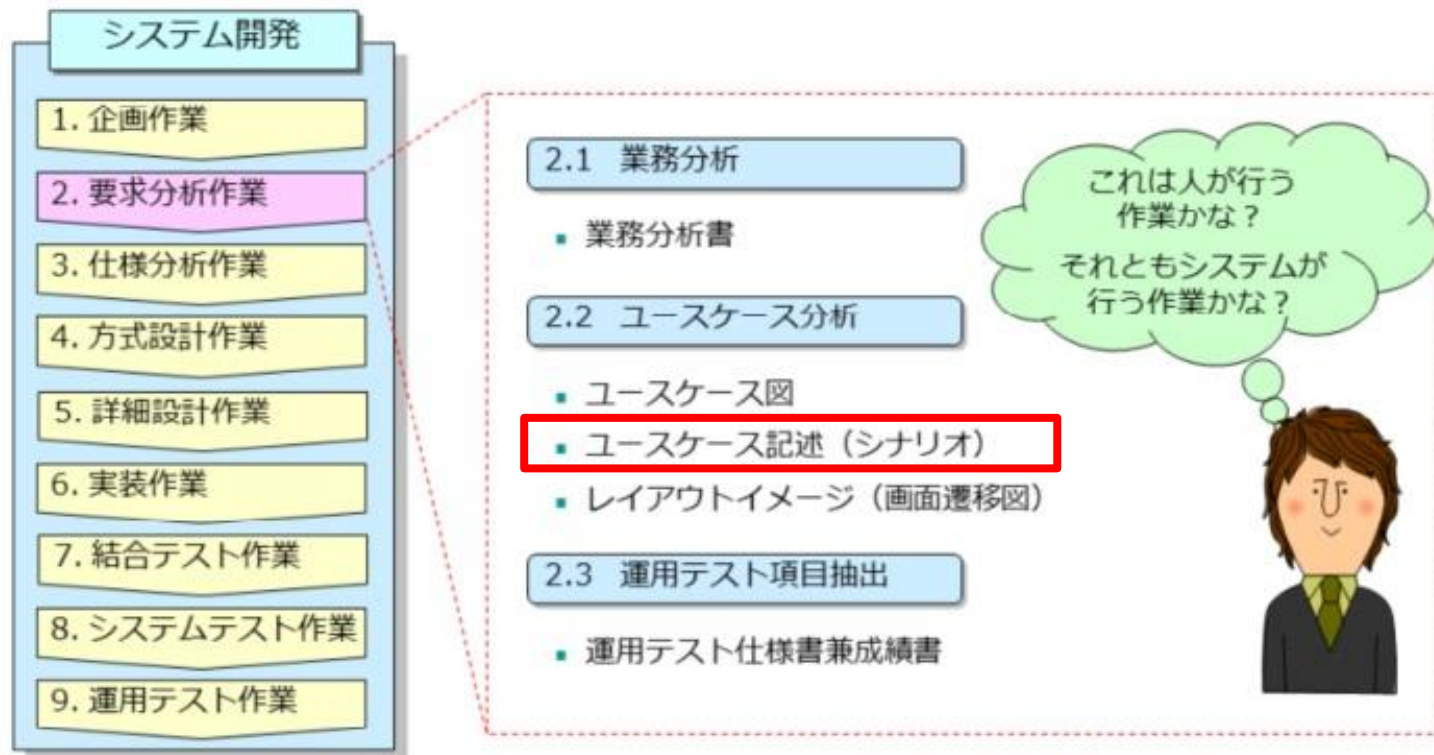 システム開発
1. 企画作業
2. 要求分析作業
3. 仕様分析作業
4. 方式設計作業
5. 詳細設計作業
6. 実装作業
7. 結合テスト作業
8. システムテスト作業
9. 運用テスト作業
2.1 業務分析
▪ 業務分析書
2.2 ユースケース分析
▪ ユースケース図
▪ ユースケース記述（シナリオ）
▪ レイアウトイメージ（画面遷移図）
2.3 運用テスト項目抽出
▪ 運用テスト仕様書兼成績書
これは人が行う
作業かな？
それともシステムが
行う作業かな？